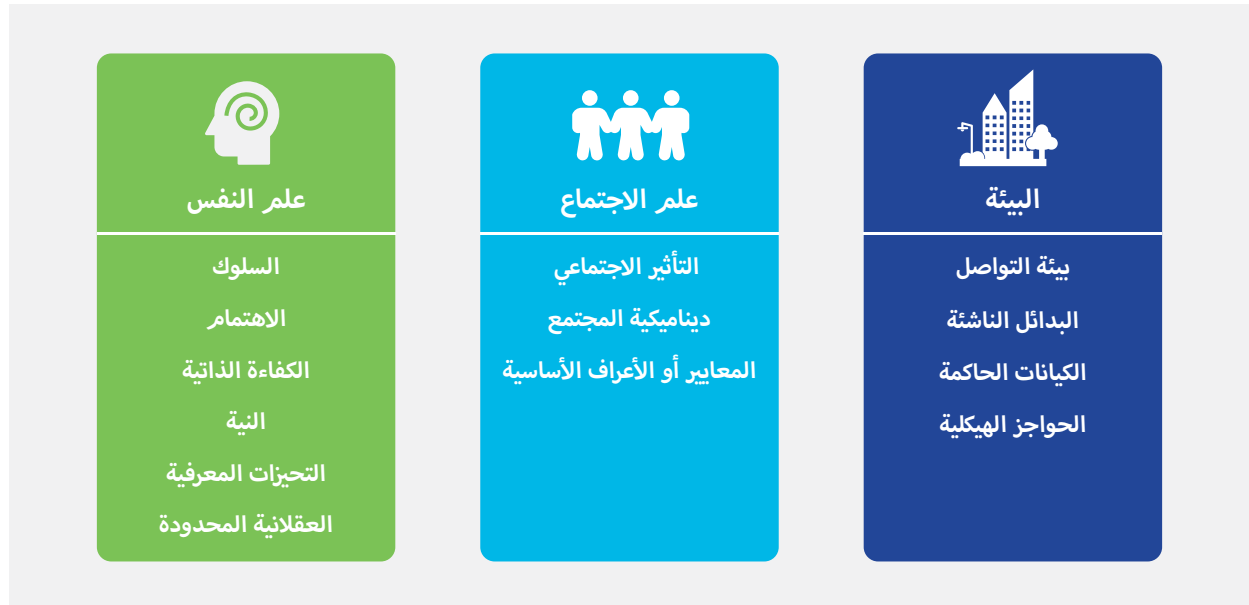 البيئة
بيئة التواصل
البدائل الناشئة
الكيانات الحاكمة
الحواجز الهيكلية
علم الاجتماع
التأثير الاجتماعي
ديناميكية المجتمع
المعايير أو الأعراف الأساسية
علم النفس
السلوك
الاهتمام
الكفاءة الذاتية
النية
التحيزات المعرفية
العقلانية المحدودة